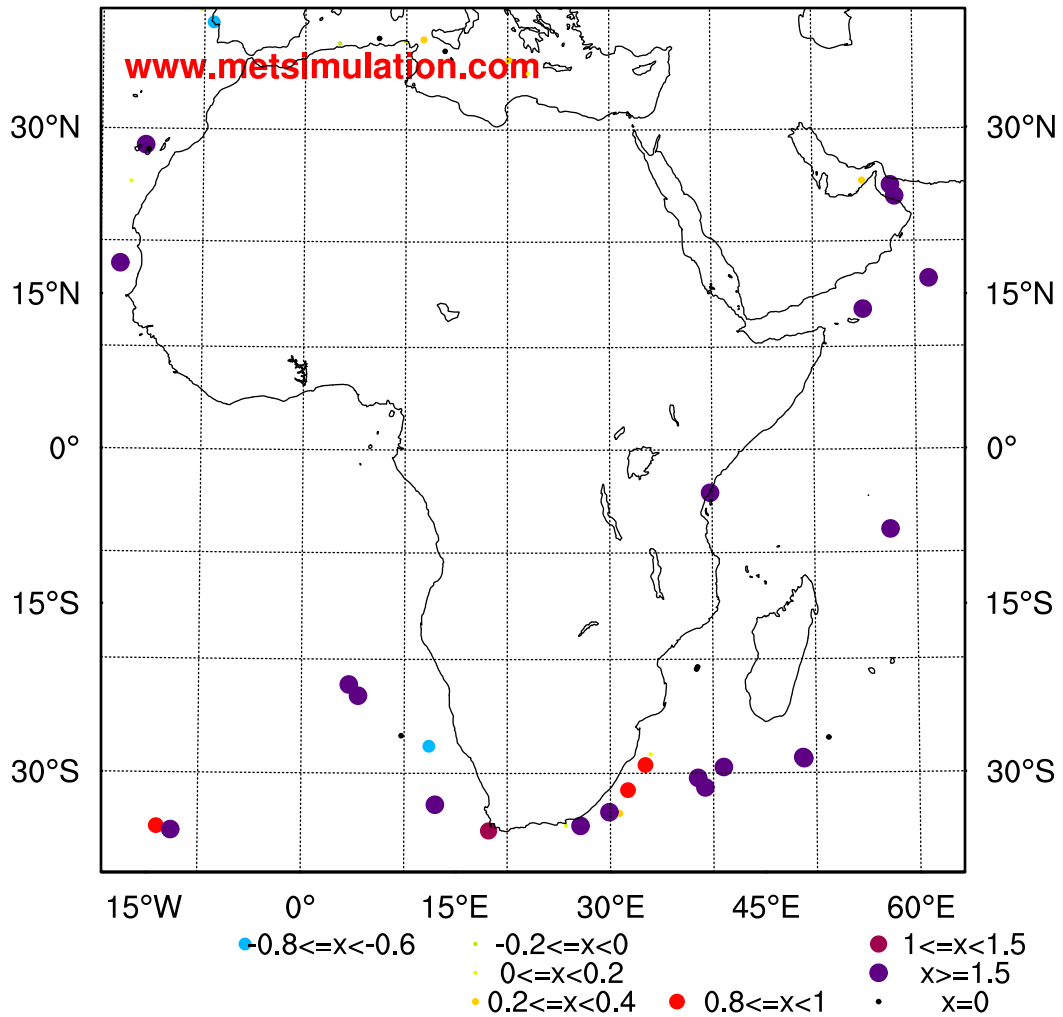 www.metsimulation.com
30°N 30°N
15°N 15°N
0° 0°
15°S 15°S
30°S 30°S
15°W 0° 15°E 30°E 45°E 60°E
-0.8<=x<-0.6 -0.2<=x<0 1<=x<1.5
0<=x<0.2 x>=1.5
0.2<=x<0.4 0.8<=x<1 x=0